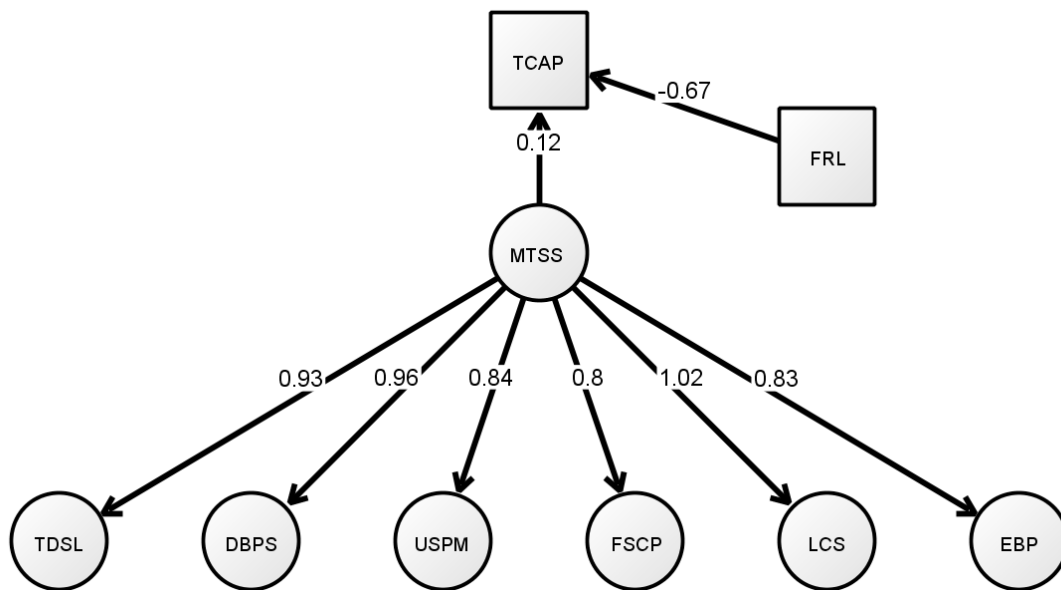 TCAP
-0.67
0.12
FRL
MTSS
0.93
0.96
0.84
0.8
1.02
0.83
TDSL
DBPS
USPM
FSCP
LCS
EBP